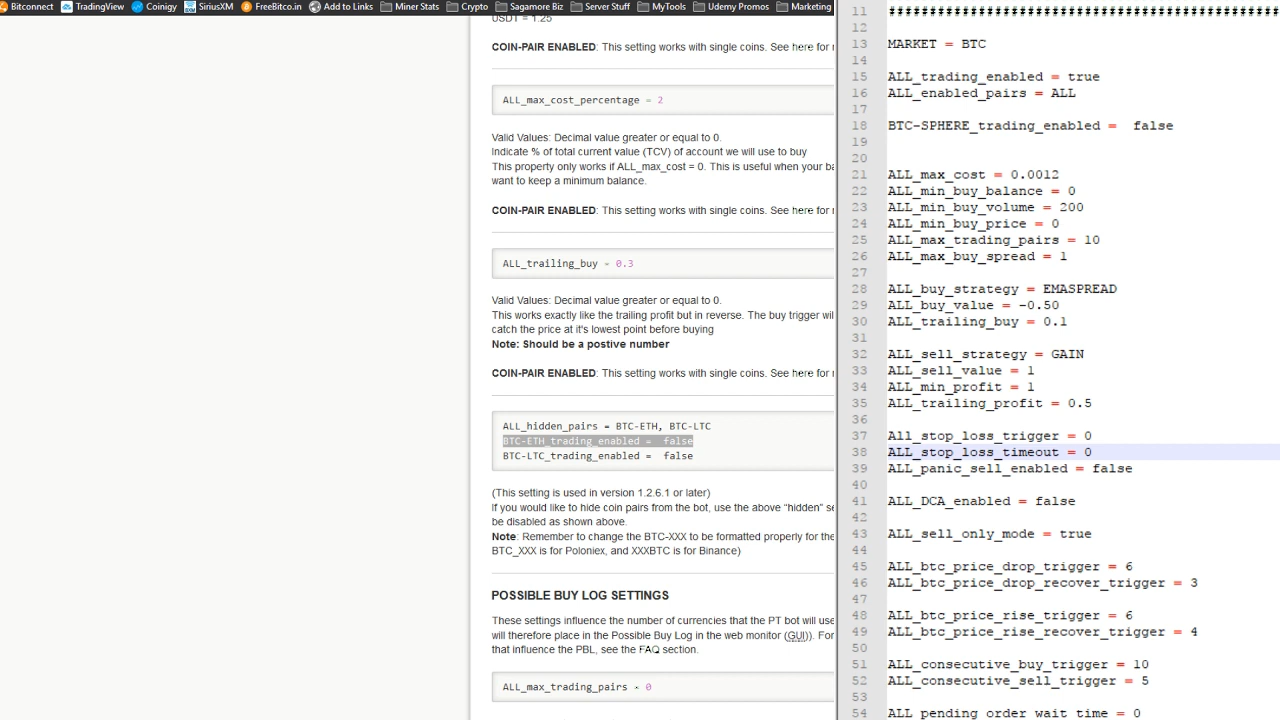 Bitconnect TradingView Coinigy SiriusXM FreeBitco.in Add to Links Miner Stats Crypto Sagamore Biz Server Stuff MyTools Udemy Promos Marketing
USDT = 1.25
COIN-PAIR ENABLED: This setting works with single coins. See here for
ALL_max_cost_percentage = 2
Valid Values: Decimal value greater or equal to 0.
Indicate % of total current value (TCV) of account we will use to buy
This property only works if ALL_max_cost = 0. This is useful when your
want to keep a minimum balance.
COIN-PAIR ENABLED: This setting works with single coins. See here for
ALL_trailing_buy = 0.3
Valid Values: Decimal value greater or equal to 0.
This works exactly like the trailing profit but in reverse. The buy trigger will
catch the price at it's lowest point before buying
Note: Should be a postive number
COIN-PAIR ENABLED: This setting works with single coins. See here for
ALL_hidden_pairs = BTC-ETH, BTC-LTC
BTC-ETH_trading_enabled = false
BTC-LTC_trading_enabled = false
(This setting is used in version 1.2.6.1 or later)
If you would like to hide coin pairs from the bot, use the above "hidden"
be disabled as shown above.
Note: Remember to change the BTC-XXX to be formatted properly for the
BTC_XXX is for Poloniex, and XXXBTC is for Binance)
POSSIBLE BUY LOG SETTINGS
These settings influence the number of currencies that the PT bot will use
will therefore place in the Possible Buy Log in the web monitor (GUI)). For
that influence the PBL, see the FAQ section.
ALL_max_trading_pairs = 0
11 ##################################################
12
13 MARKET = BTC
14
15 ALL_trading_enabled = true
16 ALL_enabled_pairs = ALL
17
18 BTC-SPHERE_trading_enabled = false
19
20
21 ALL_max_cost = 0.0012
22 ALL_min_buy_balance = 0
23 ALL_min_buy_volume = 200
24 ALL_min_buy_price = 0
25 ALL_max_trading_pairs = 10
26 ALL_max_buy_spread = 1
27
28 ALL_buy_strategy = EMASPREAD
29 ALL_buy_value = -0.50
30 ALL_trailing_buy = 0.1
31
32 ALL_sell_strategy = GAIN
33 ALL_sell_value = 1
34 ALL_min_profit = 1
35 ALL_trailing_profit = 0.5
36
37 All_stop_loss_trigger = 0
38 ALL_stop_loss_timeout = 0
39 ALL_panic_sell_enabled = false
40
41 ALL_DCA_enabled = false
42
43 ALL_sell_only_mode = true
44
45 ALL_btc_price_drop_trigger = 6
46 ALL_btc_price_drop_recover_trigger = 3
47
48 ALL_btc_price_rise_trigger = 6
49 ALL_btc_price_rise_recover_trigger = 4
50
51 ALL_consecutive_buy_trigger = 10
52 ALL_consecutive_sell_trigger = 5
53
54 ALL_pending_order_wait_time = 0